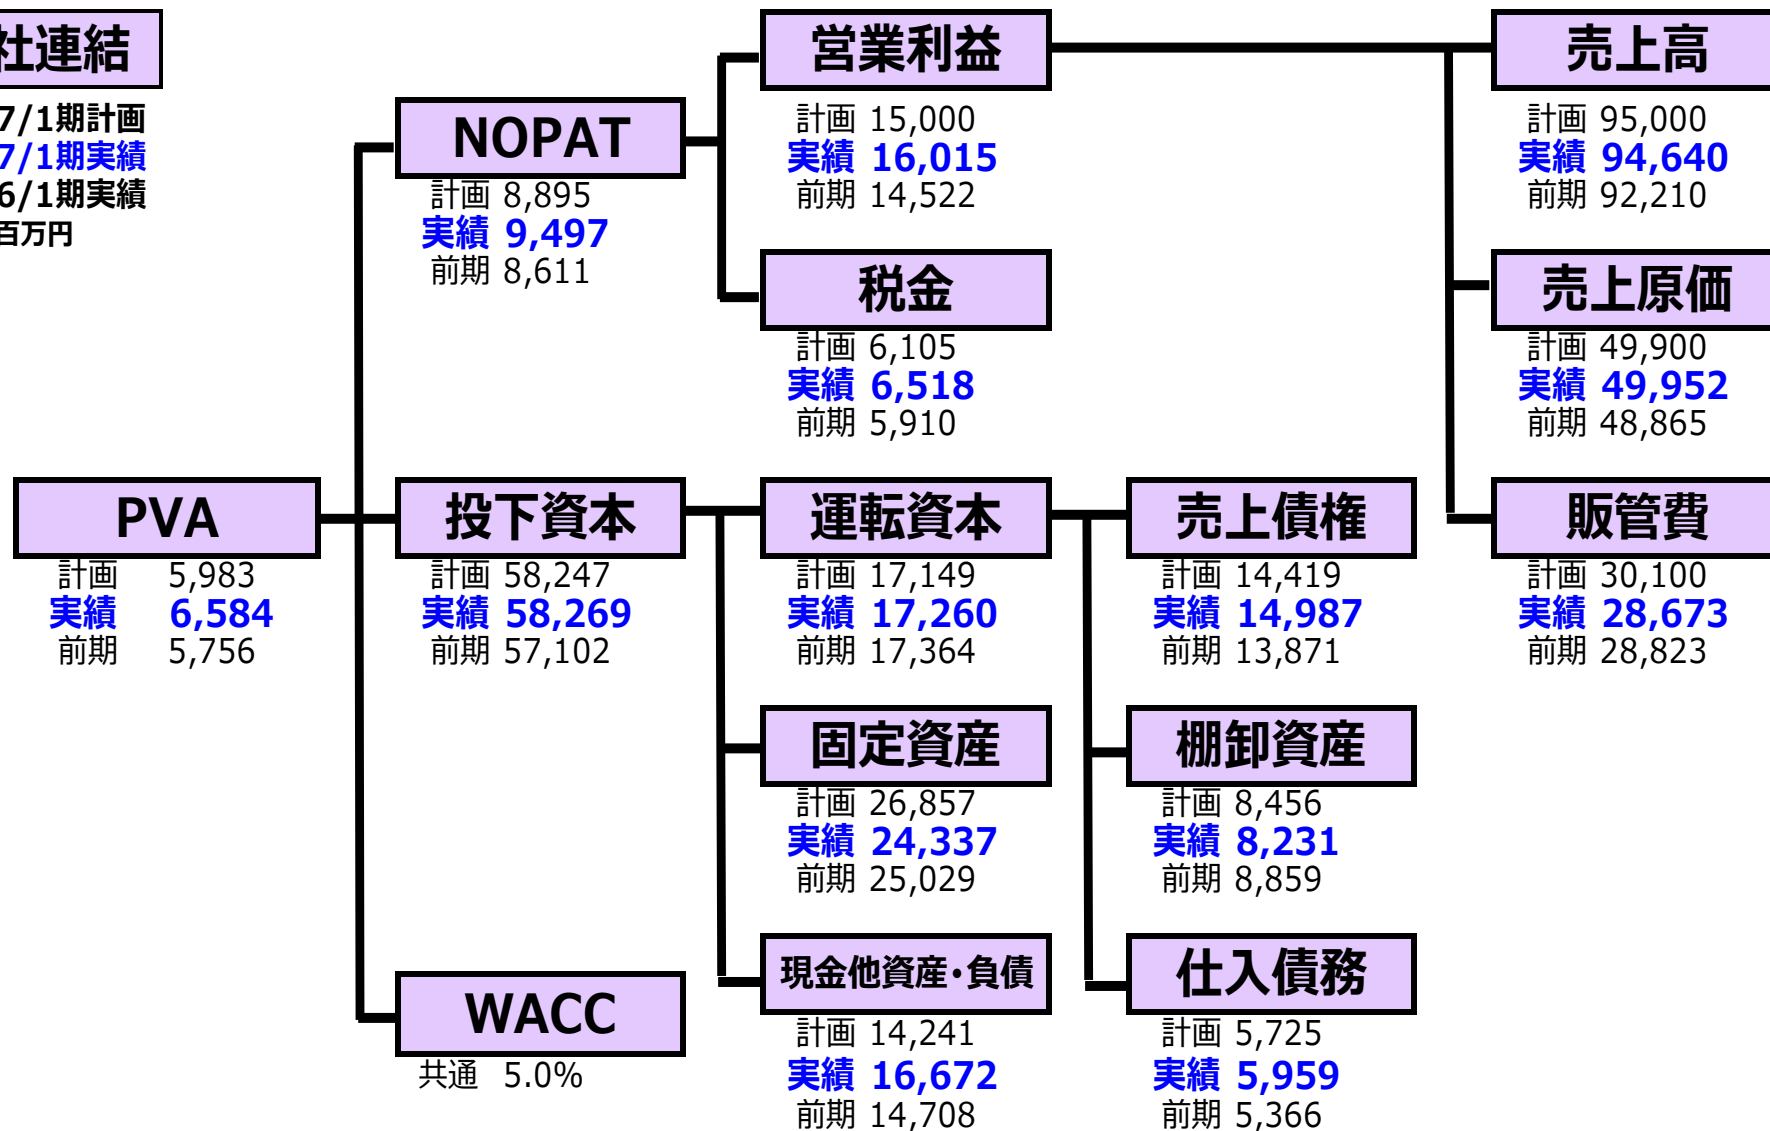 社連結
7/1期計画
7/1期実績
6/1期実績
百万円
NOPAT
計画 8,895
実績 9,497
前期 8,611
営業利益
計画 15,000
実績 16,015
前期 14,522
税金
計画 6,105
実績 6,518
前期 5,910
売上高
計画 95,000
実績 94,640
前期 92,210
売上原価
計画 49,900
実績 49,952
前期 48,865
販管費
計画 30,100
実績 28,673
前期 28,823
PVA
計画 5,983
実績 6,584
前期 5,756
投下資本
計画 58,247
実績 58,269
前期 57,102
運転資本
計画 17,149
実績 17,260
前期 17,364
売上債権
計画 14,419
実績 14,987
前期 13,871
固定資産
計画 26,857
実績 24,337
前期 25,029
棚卸資産
計画 8,456
実績 8,231
前期 8,859
現金他資産・負債
計画 14,241
実績 16,672
前期 14,708
仕入債務
計画 5,725
実績 5,959
前期 5,366
WACC
共通 5.0%